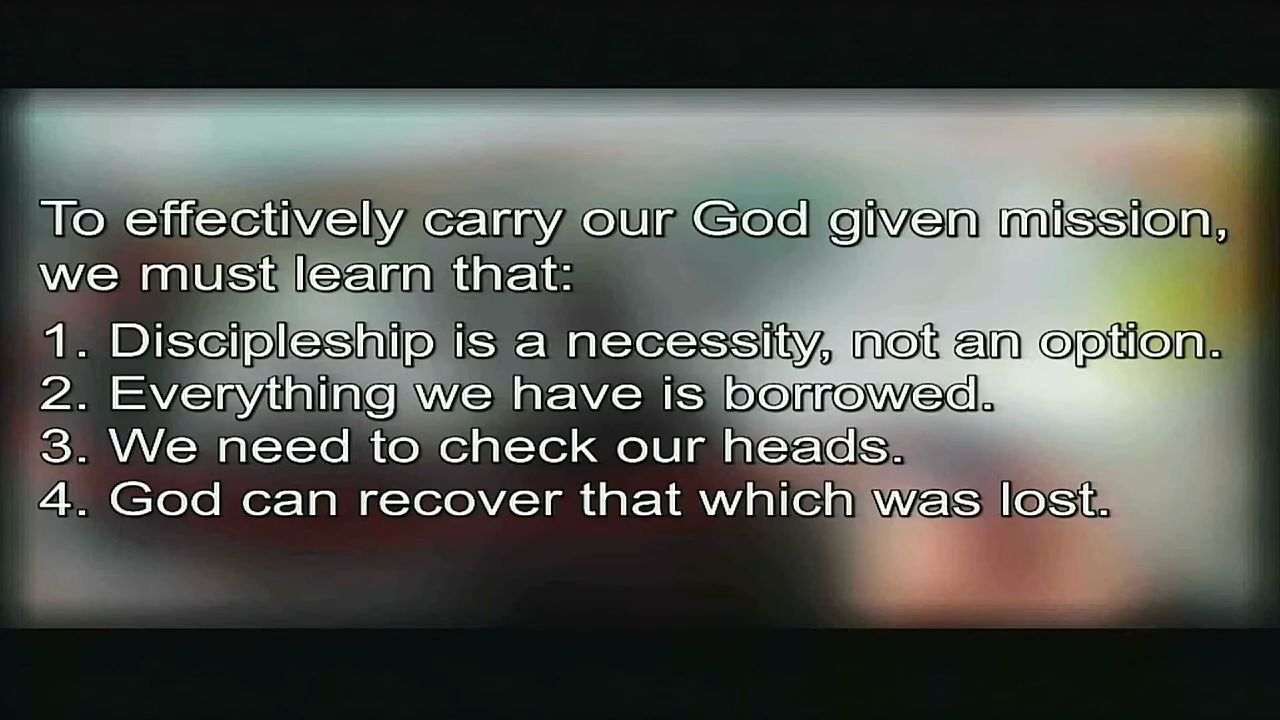 To effectively carry our God given mission,
we must learn that:
1. Discipleship is a necessity, not an option.
2. Everything we have is borrowed.
3. We need to check our heads.
4. God can recover that which was lost.